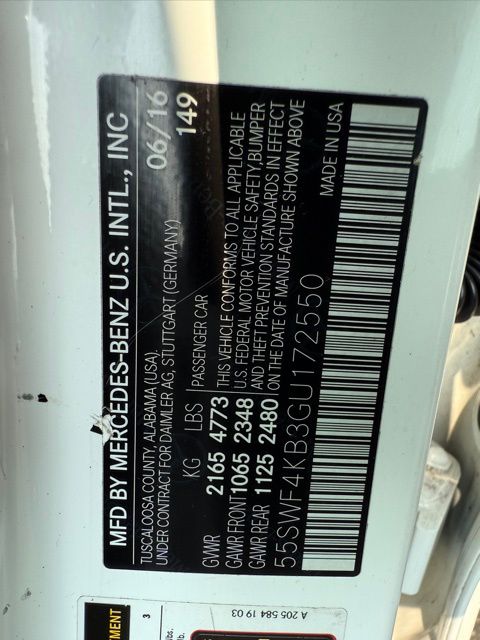 MFD BY MERCEDES-BENZ U.S. INTL., INC
TUSCALOOSA COUNTY, ALABAMA (USA),
UNDER CONTRACT FOR DAIMLER AG, STUTTGART (GERMANY)
06/16
149
KG LBS PASSENGER CAR
GVWR 2165 4773
GAWR FRONT 1065 2348
GAWR REAR 1125 2480
THIS VEHICLE CONFORMS TO ALL APPLICABLE
U.S. FEDERAL MOTOR VEHICLE SAFETY,BUMPER
AND THEFT PREVENTION STANDARDS IN EFFECT
ON THE DATE OF MANUFACTURE SHOWN ABOVE
55SWF4KB3GU172550
MADE IN USA
A 205 584 19 03
3